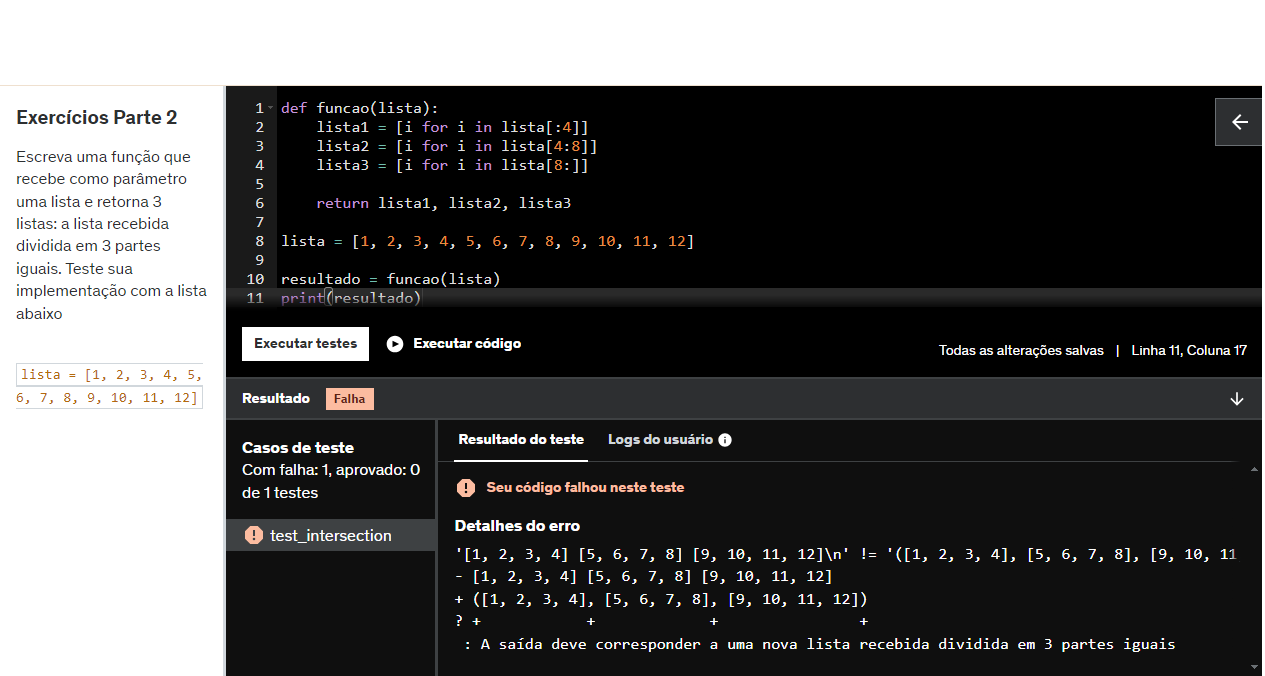 Exercícios Parte 2
Escreva uma função que
recebe como parâmetro
uma lista e retorna 3
listas: a lista recebida
dividida em 3 partes
iguais. Teste sua
implementação com a lista
abaixo
lista = [1, 2, 3, 4, 5,
6, 7, 8, 9, 10, 11, 12]
1 def funcao(lista):
2     lista1 = [i for i in lista[:4]]
3     lista2 = [i for i in lista[4:8]]
4     lista3 = [i for i in lista[8:]]
5
6     return lista1, lista2, lista3
7
8 lista = [1, 2, 3, 4, 5, 6, 7, 8, 9, 10, 11, 12]
9
10 resultado = funcao(lista)
11 print(resultado)
Executar testes Executar código
Todas as alterações salvas | Linha 11, Coluna 17
Resultado Falha
Casos de teste
Com falha: 1, aprovado: 0
de 1 testes
test_intersection
Resultado do teste Logs do usuário
Seu código falhou neste teste
Detalhes do erro
'[1, 2, 3, 4] [5, 6, 7, 8] [9, 10, 11, 12]\n' != '([1, 2, 3, 4], [5, 6, 7, 8], [9, 10, 11
- [1, 2, 3, 4] [5, 6, 7, 8] [9, 10, 11, 12]
+ ([1, 2, 3, 4], [5, 6, 7, 8], [9, 10, 11, 12])
? +            +             +                 +
: A saída deve corresponder a uma nova lista recebida dividida em 3 partes iguais